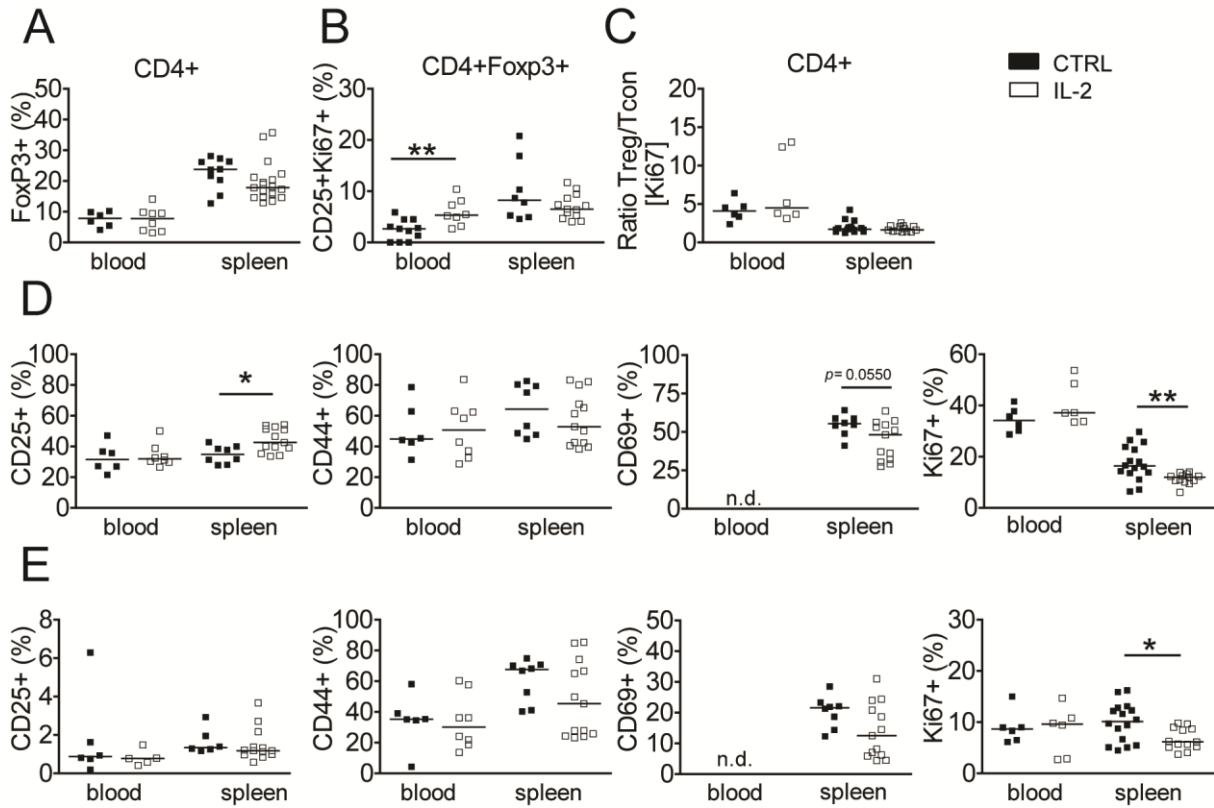 A
B
C
CD4+
CD4+Foxp3+
CD4+
CTRL
IL-2
FoxP3+ (%)
50
40
30
20
10
0
blood
spleen
CD25+Ki67+ (%)
30
20
10
0
**
blood
spleen
Ratio Treg/Tcon
[Ki67]
20
15
10
5
0
blood
spleen
D
CD25+ (%)
100
80
60
40
20
0
*
blood
spleen
CD44+ (%)
100
80
60
40
20
0
blood
spleen
CD69+ (%)
100
75
50
25
0
p= 0.0550
n.d.
blood
spleen
Ki67+ (%)
60
40
20
0
**
blood
spleen
E
CD25+ (%)
8
6
4
2
0
blood
spleen
CD44+ (%)
100
80
60
40
20
0
blood
spleen
CD69+ (%)
50
40
30
20
10
0
n.d.
blood
spleen
Ki67+ (%)
30
20
10
0
*
blood
spleen